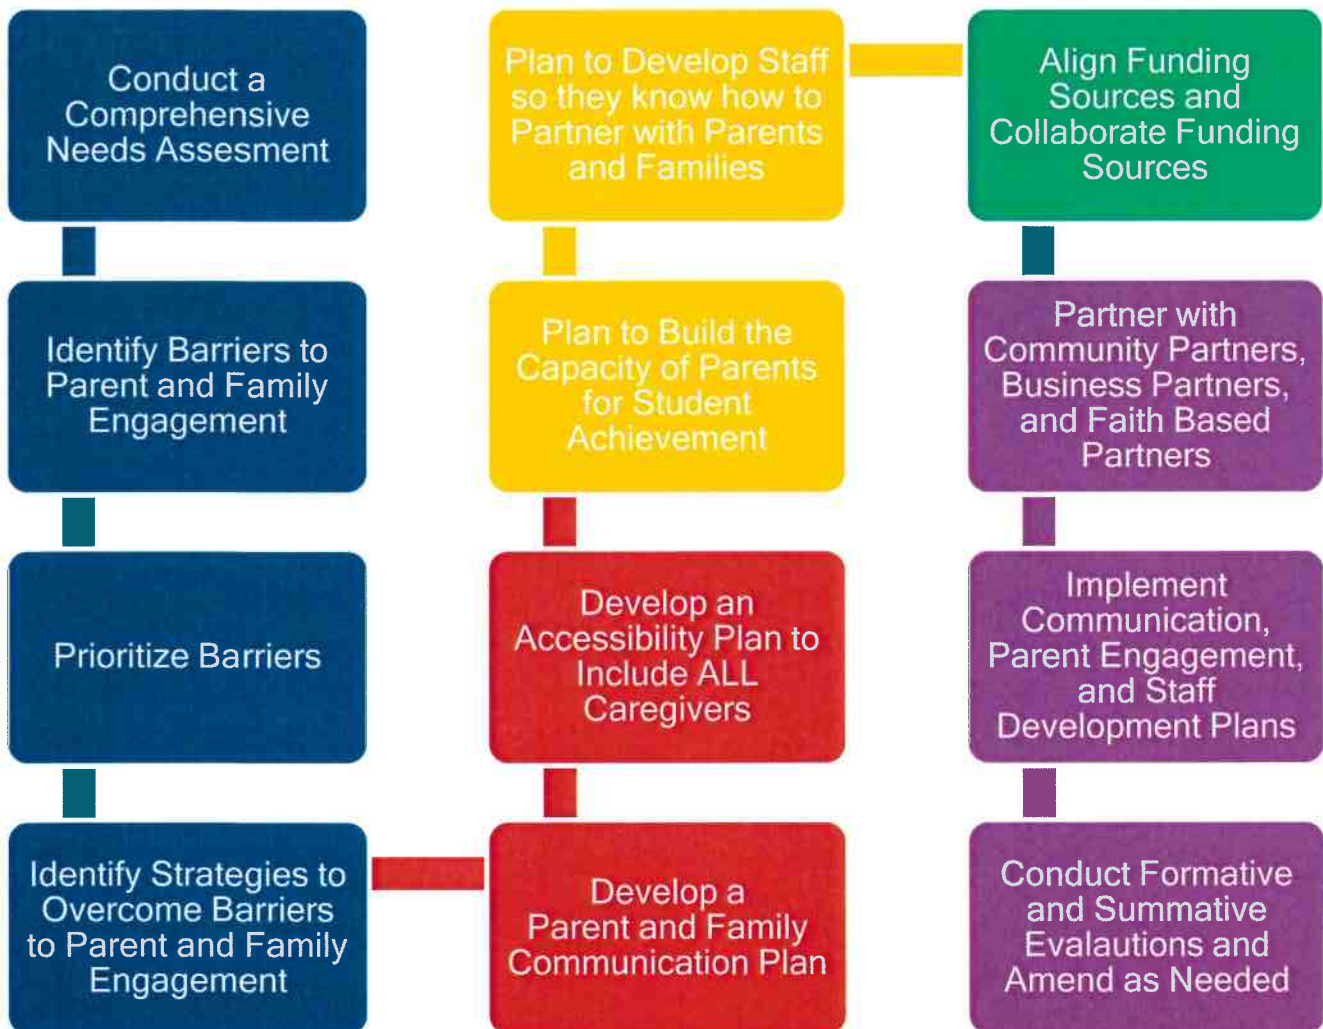 Conduct a
Comprehensive
Needs Assesment
Identify Barriers to
Parent and Family
Engagement
Prioritize Barriers
Identify Strategies to
Overcome Barriers
to Parent and Family
Engagement
Develop a
Parent and Family
Communication Plan
Develop an
Accessibility Plan to
Include ALL
Caregivers
Plan to Build the
Capacity of Parents
for Student
Achievement
Plan to Develop Staff
so they know how to
Partner with Parents
and Families
Align Funding
Sources and
Collaborate Funding
Sources
Partner with
Community Partners,
Business Partners,
and Faith Based
Partners
Implement
Communication,
Parent Engagement,
and Staff
Development Plans
Conduct Formative
and Summative
Evalautions and
Amend as Needed